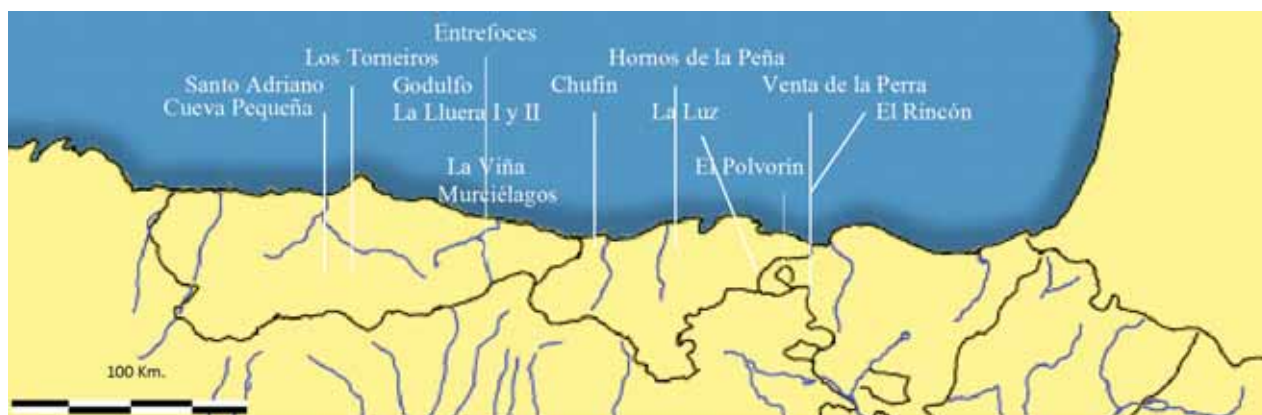 Entrefoces
Los Torneiros
Hornos de la Peña
Santo Adriano
Godulfo
Chufín
Venta de la Perra
Cueva Pequeña
La Lluera I y II
La Luz
El Rincón
La Viña
El Polvorín
Murciélagos
100 Km.